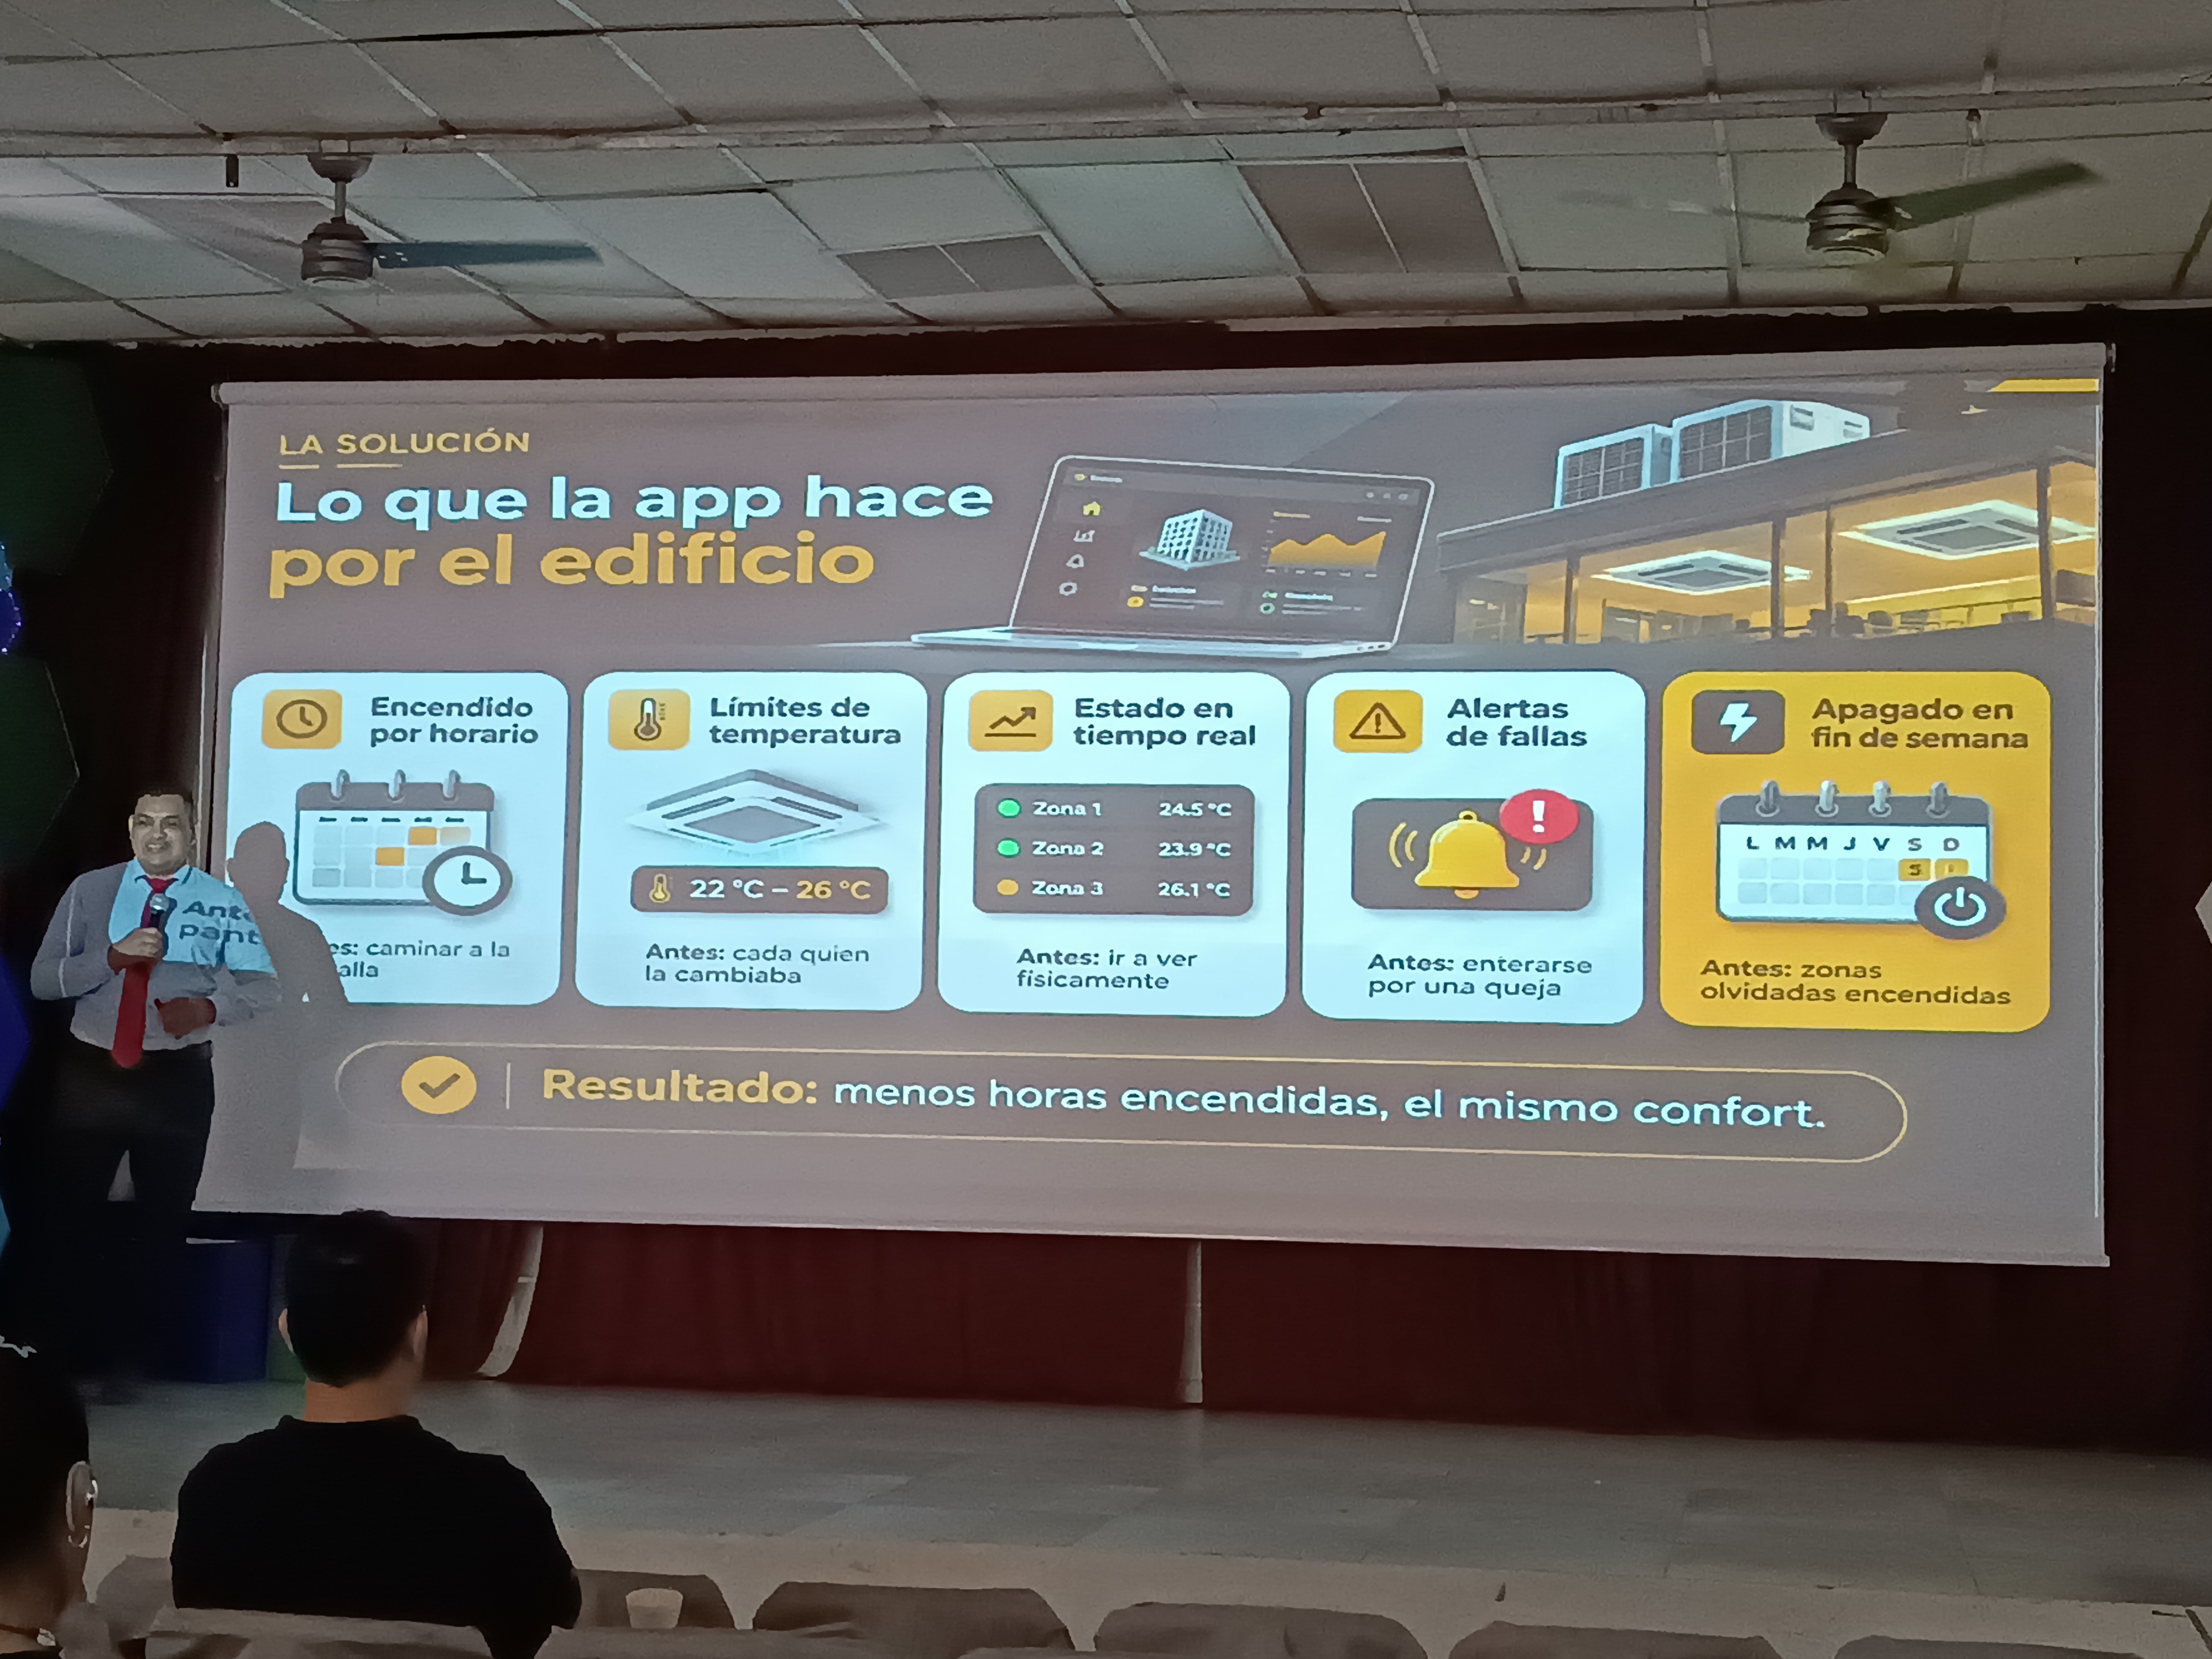 LA SOLUCIÓN
Lo que la app hace
por el edificio
Encendido
por horario
Antes: caminar a la
pantalla
Límites de
temperatura
22 °C – 26 °C
Antes: cada quien
la cambiaba
Estado en
tiempo real
Zona 1 24.5 °C
Zona 2 23.9 °C
Zona 3 26.1 °C
Antes: ir a ver
físicamente
Alertas
de fallas
!
Antes: enterarse
por una queja
Apagado en
fin de semana
L M M J V S D
S
Antes: zonas
olvidadas encendidas
Resultado: menos horas encendidas, el mismo confort.